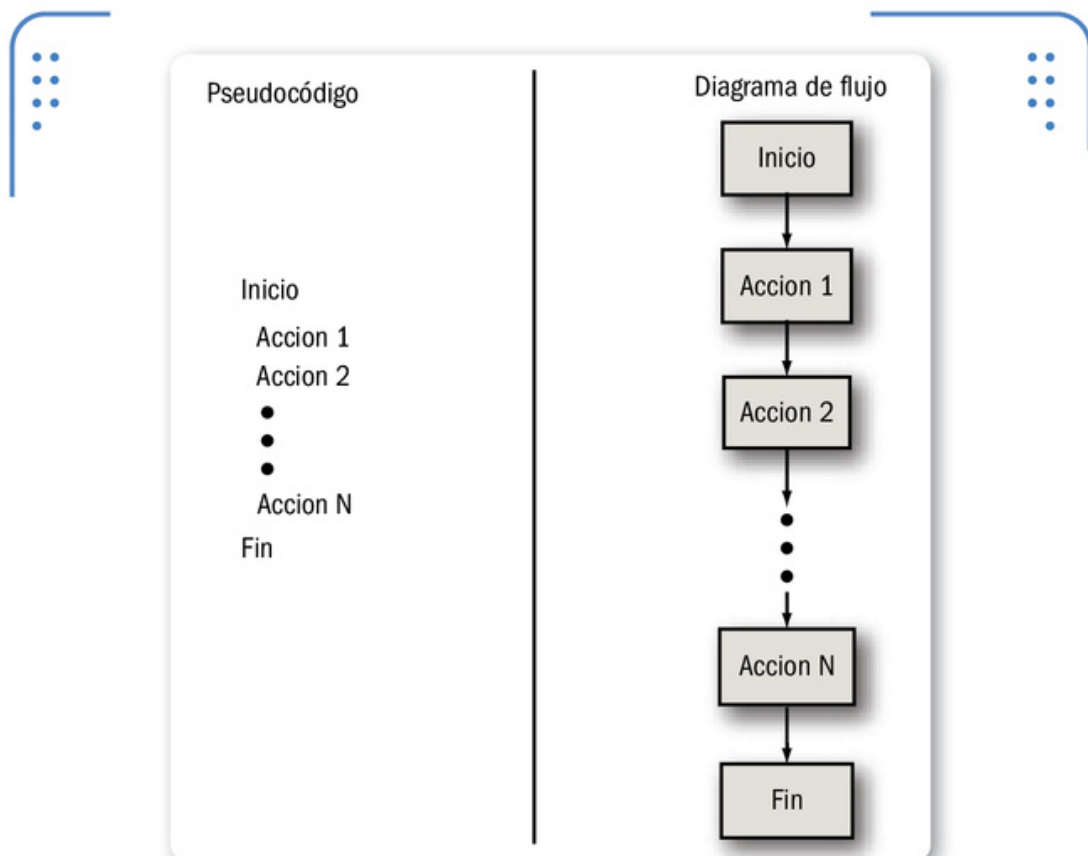 Pseudocódigo
Inicio
Accion 1
Accion 2
Accion N
Fin
Diagrama de flujo
Inicio
Accion 1
Accion 2
Accion N
Fin